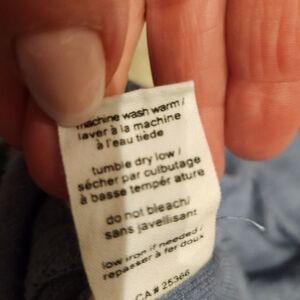 machine wash warm /
laver à la machine
à l'eau tiède
tumble dry low /
sécher par culbutage
à basse tempér ature
do not bleach/
sans javellisant
low iron if needed /
repasser à fer doux
CA# 25366